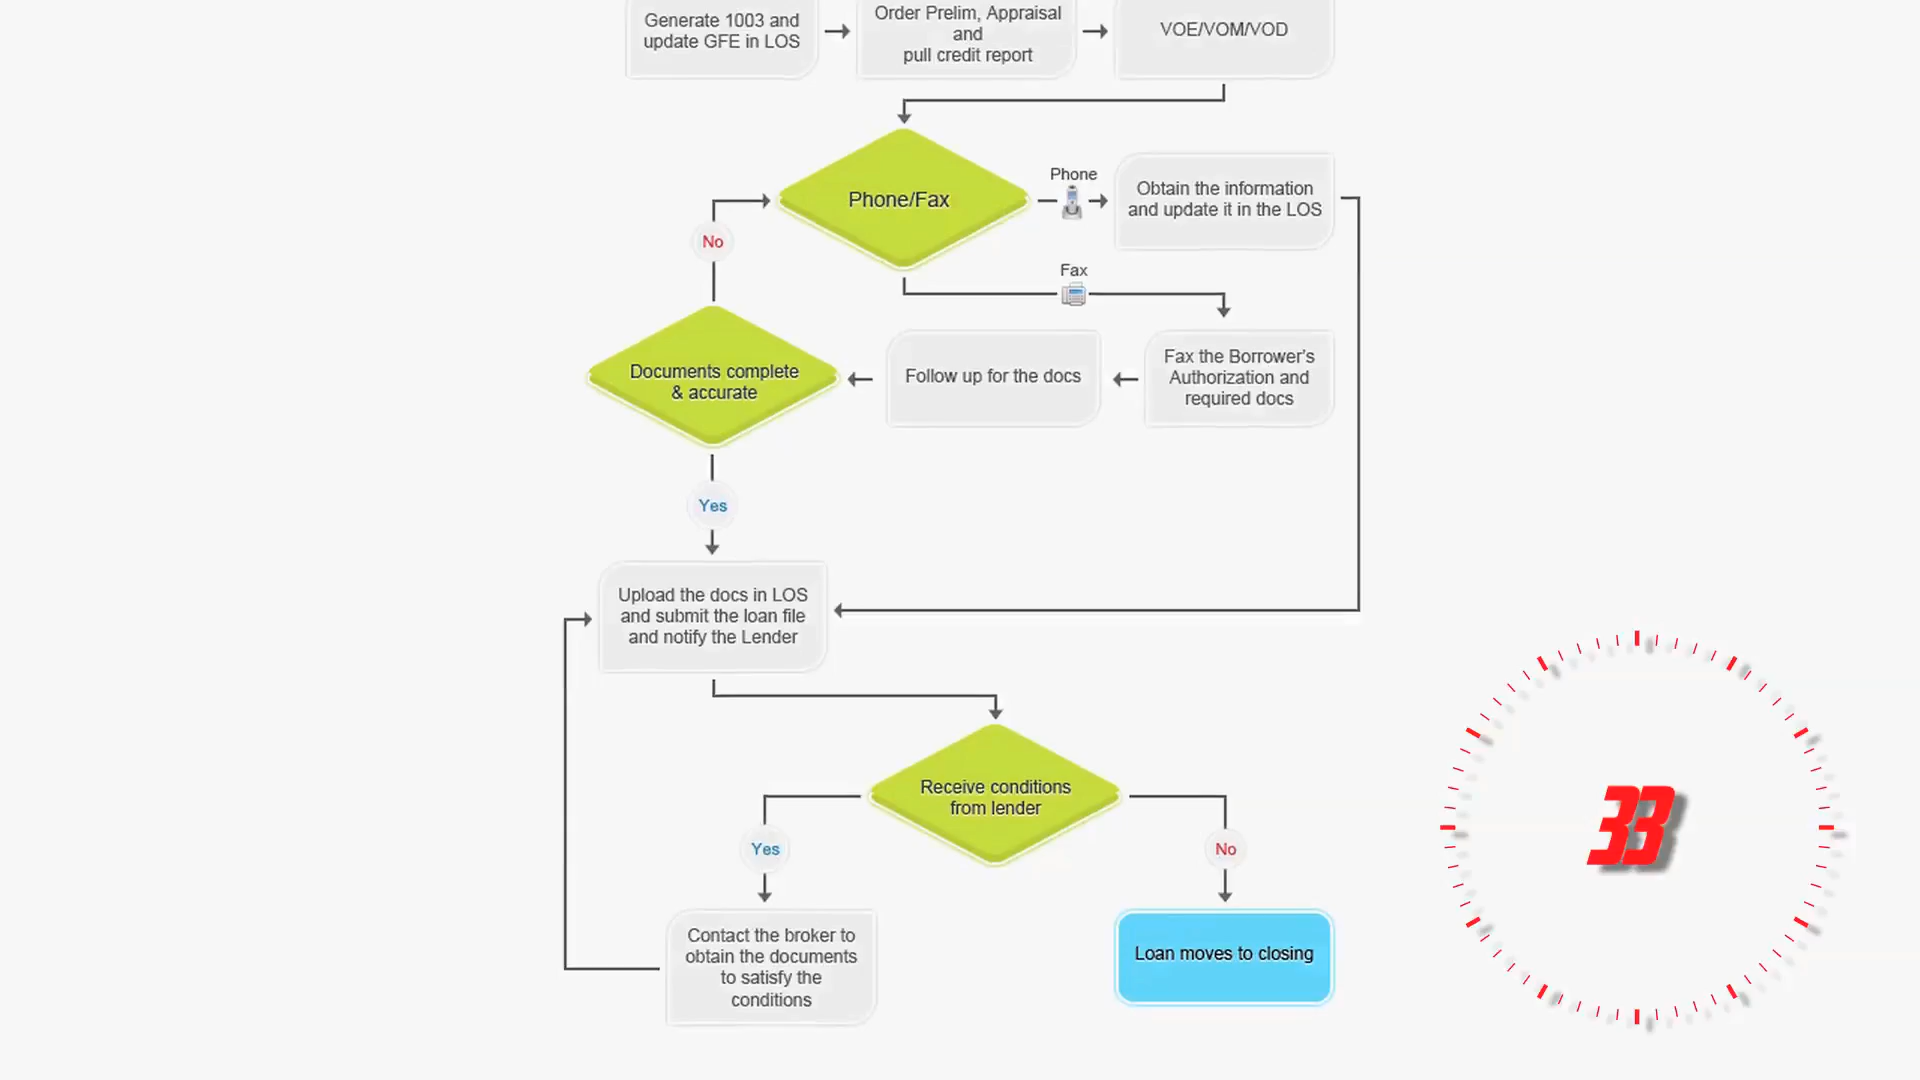 Generate 1003 and
update GFE in LOS
Order Prelim, Appraisal
and
pull credit report
VOE/VOM/VOD
Phone/Fax
Phone
Obtain the information
and update it in the LOS
No
Fax
Documents complete
& accurate
Follow up for the docs
Fax the Borrower's
Authorization and
required docs
Yes
Upload the docs in LOS
and submit the loan file
and notify the Lender
Receive conditions
from lender
Yes
No
33
Contact the broker to
obtain the documents
to satisfy the
conditions
Loan moves to closing